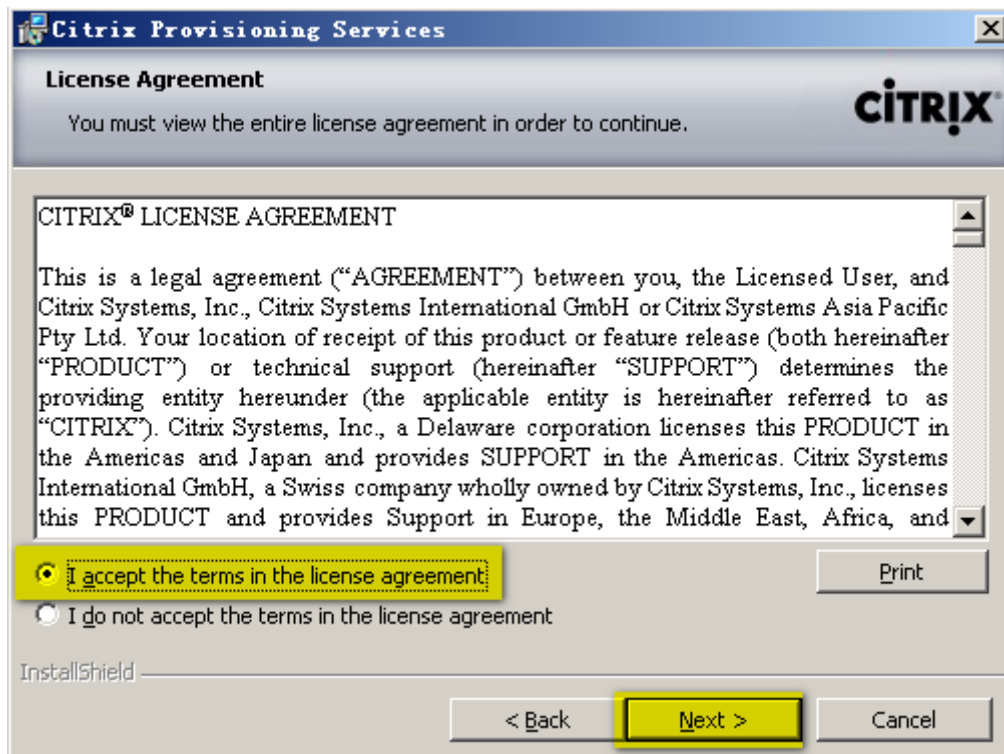 Citrix Provisioning Services
License Agreement
You must view the entire license agreement in order to continue.
CITRIX
CITRIX® LICENSE AGREEMENT
This is a legal agreement (“AGREEMENT”) between you, the Licensed User, and
Citrix Systems, Inc., Citrix Systems International GmbH or Citrix Systems Asia Pacific
Pty Ltd. Your location of receipt of this product or feature release (both hereinafter
“PRODUCT”) or technical support (hereinafter “SUPPORT”) determines the
providing entity hereunder (the applicable entity is hereinafter referred to as
“CITRIX”). Citrix Systems, Inc., a Delaware corporation licenses this PRODUCT in
the Americas and Japan and provides SUPPORT in the Americas. Citrix Systems
International GmbH, a Swiss company wholly owned by Citrix Systems, Inc., licenses
this PRODUCT and provides Support in Europe, the Middle East, Africa, and
I accept the terms in the license agreement
Print
I do not accept the terms in the license agreement
InstallShield
< Back
Next >
Cancel